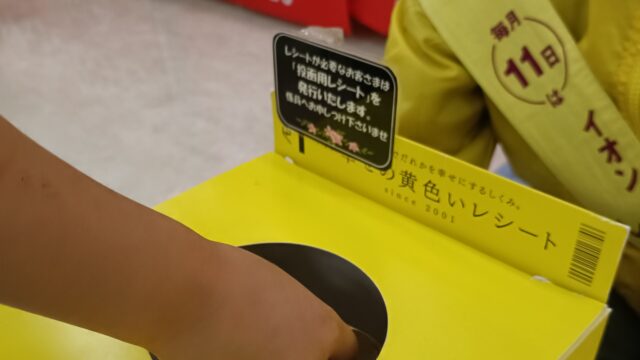 レシートが必要なお客さまは
「投函用レシート」を
発行いたします。
係員へお申しつけ下さいませ
毎月
11日
は
イオン
だれかを幸せにするしくみ。
の黄色いレシート
since 2001